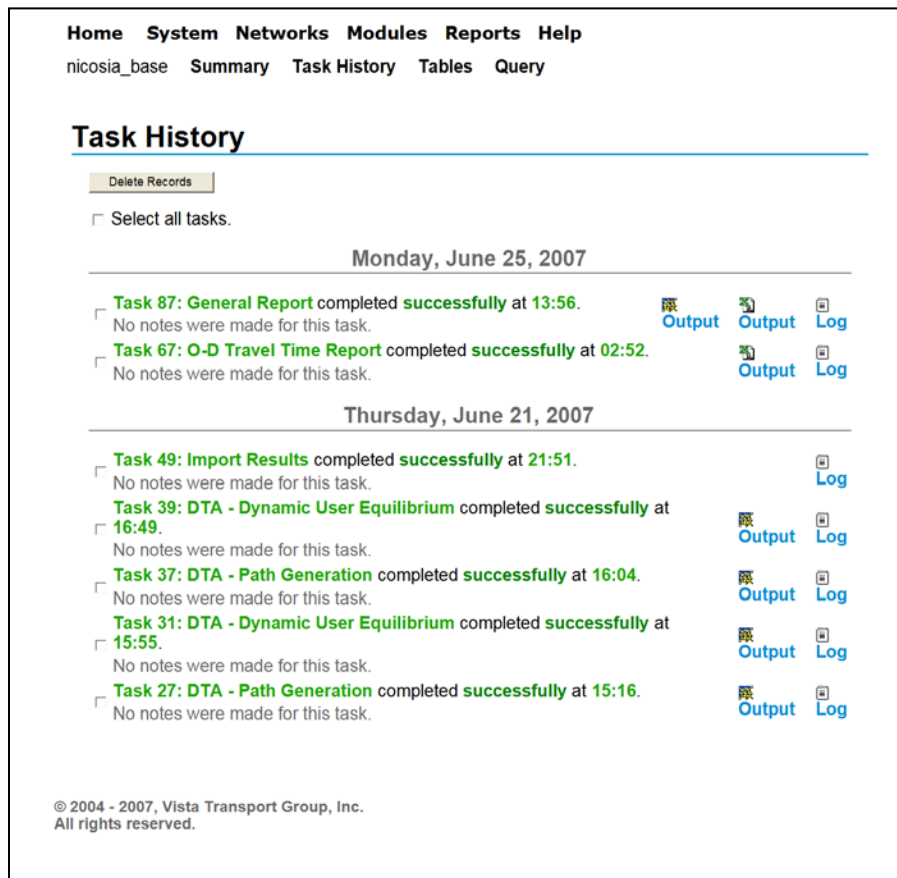 Home System Networks Modules Reports Help
nicosia_base Summary Task History Tables Query
Task History
Delete Records
Select all tasks.
Monday, June 25, 2007
Task 87: General Report completed successfully at 13:56.
No notes were made for this task.
Output Output Log
Task 67: O-D Travel Time Report completed successfully at 02:52.
No notes were made for this task.
Output Log
Thursday, June 21, 2007
Task 49: Import Results completed successfully at 21:51.
No notes were made for this task.
Log
Task 39: DTA - Dynamic User Equilibrium completed successfully at
16:49.
No notes were made for this task.
Output Log
Task 37: DTA - Path Generation completed successfully at 16:04.
No notes were made for this task.
Output Log
Task 31: DTA - Dynamic User Equilibrium completed successfully at
15:55.
No notes were made for this task.
Output Log
Task 27: DTA - Path Generation completed successfully at 15:16.
No notes were made for this task.
Output Log
© 2004 - 2007, Vista Transport Group, Inc.
All rights reserved.